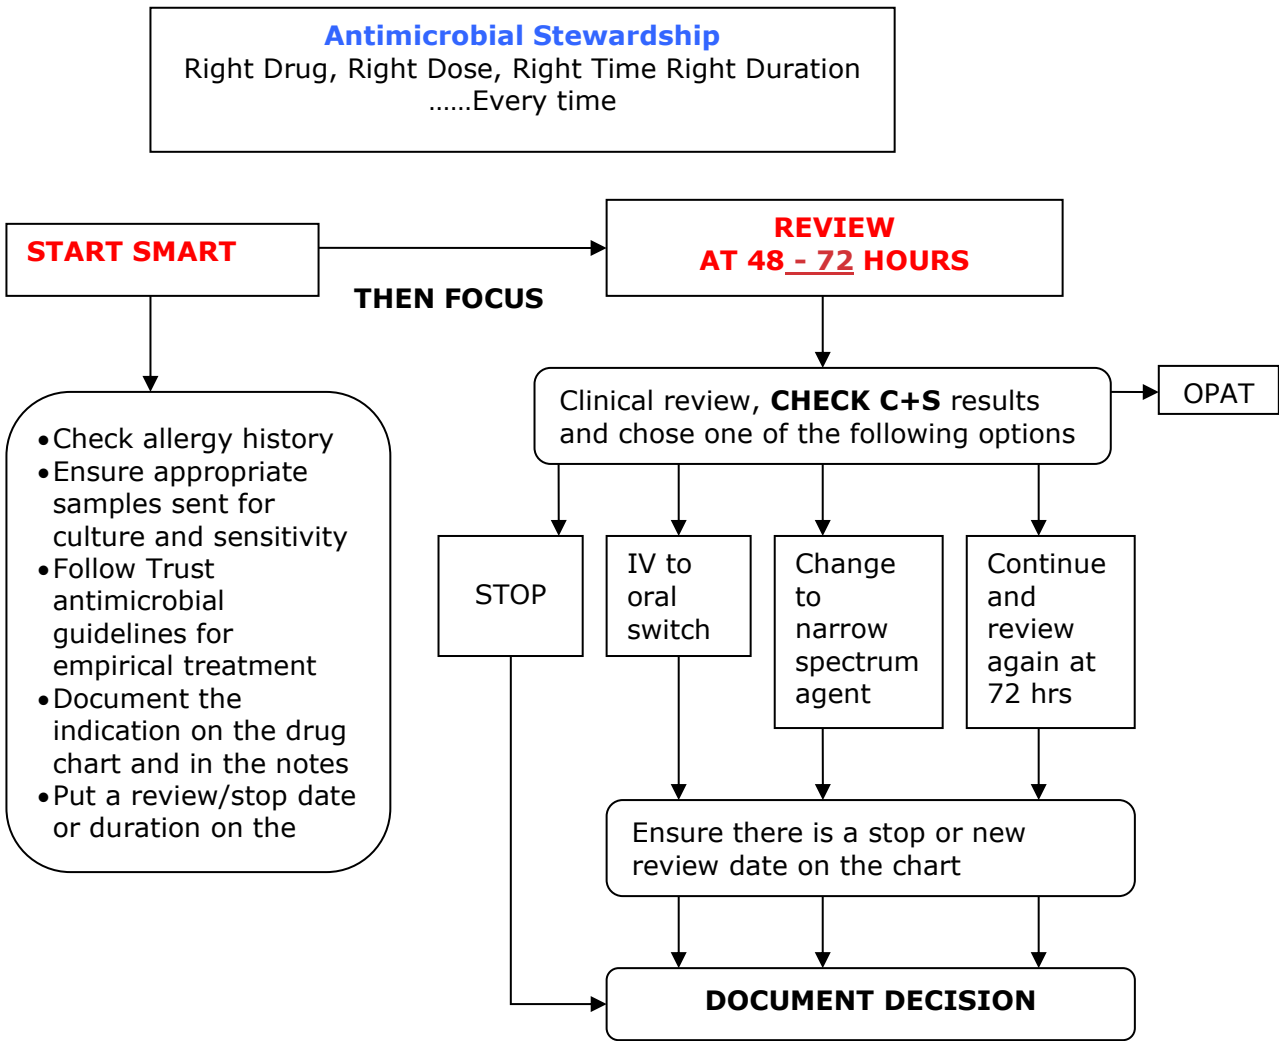 Antimicrobial Stewardship
Right Drug, Right Dose, Right Time Right Duration
......Every time
START SMART
THEN FOCUS
REVIEW
AT 48 - 72 HOURS
•Check allergy history
•Ensure appropriate
samples sent for
culture and sensitivity
•Follow Trust
antimicrobial
guidelines for
empirical treatment
•Document the
indication on the drug
chart and in the notes
•Put a review/stop date
or duration on the
Clinical review, CHECK C+S results
and chose one of the following options
OPAT
STOP
IV to
oral
switch
Change
to
narrow
spectrum
agent
Continue
and
review
again at
72 hrs
Ensure there is a stop or new
review date on the chart
DOCUMENT DECISION